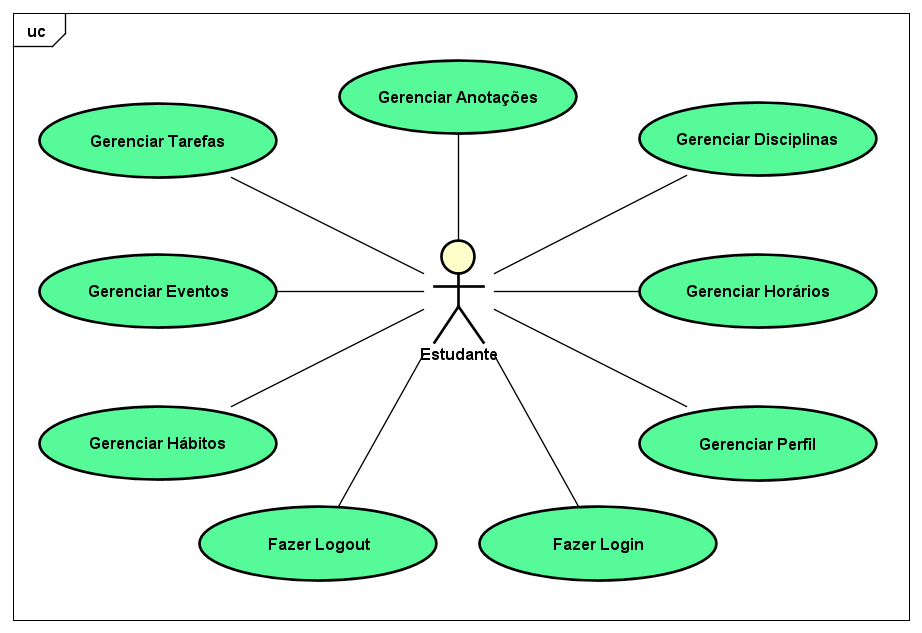 uc
Gerenciar Anotações
Gerenciar Tarefas
Gerenciar Disciplinas
Gerenciar Eventos
Gerenciar Horários
Estudante
Gerenciar Hábitos
Gerenciar Perfil
Fazer Logout
Fazer Login